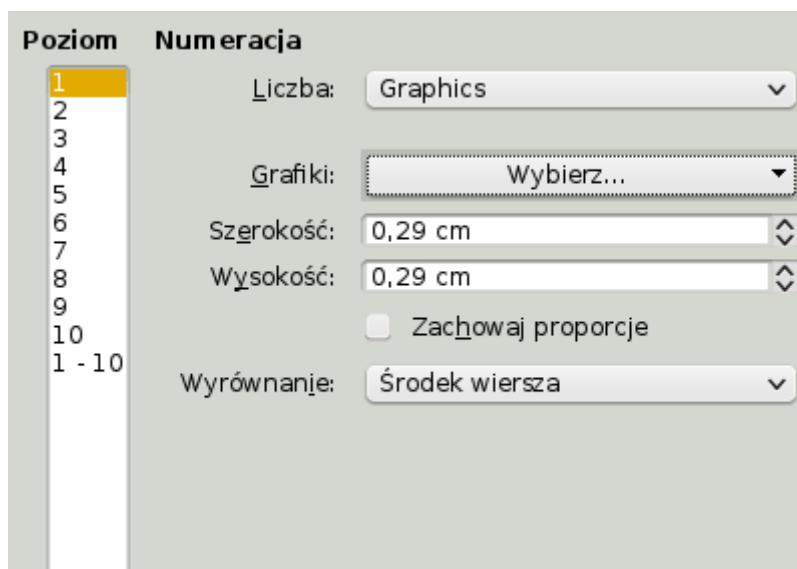 Poziom Numeracja
1
2
3
4
5
6
7
8
9
10
1 - 10
Liczba: Graphics
Grafiki: Wybierz...
Szerokość: 0,29 cm
Wysokość: 0,29 cm
Zachowaj proporcje
Wyrównanie: Środek wiersza